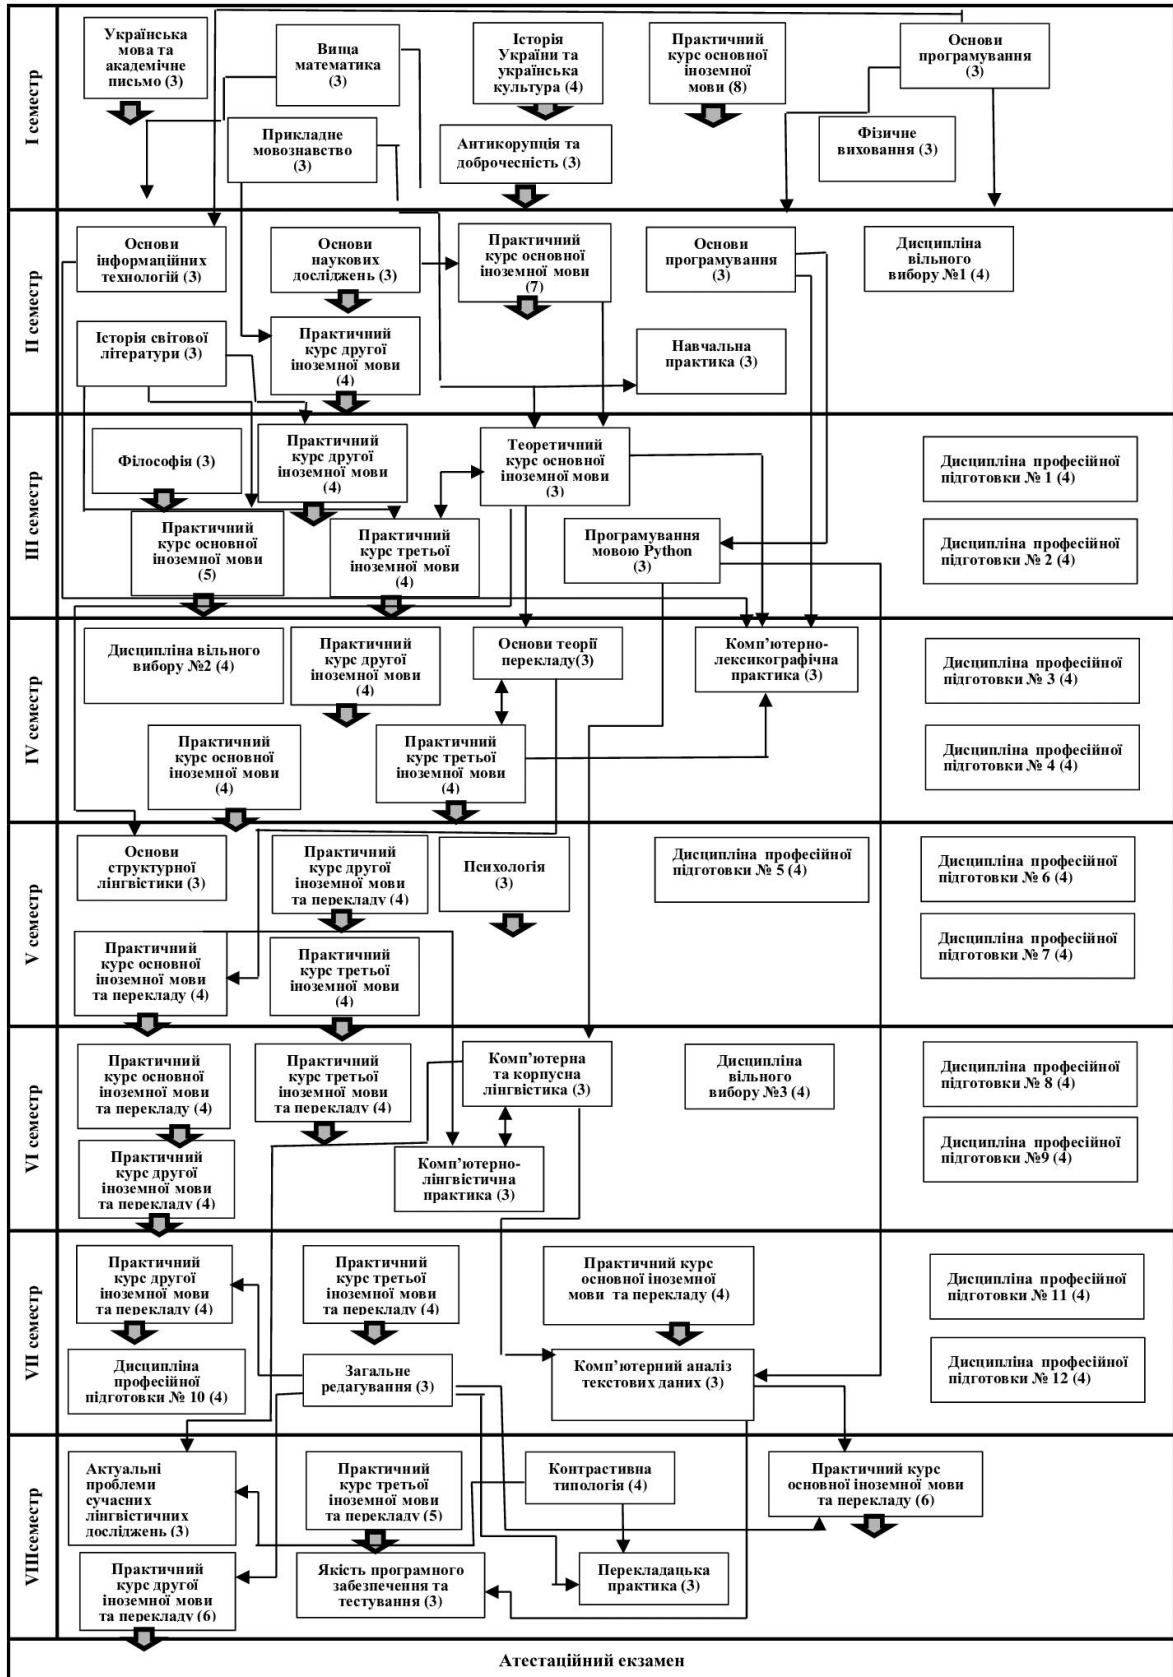 I семестр
Українська
мова та
академічне
письмо (3)
Вища
математика
(3)
Історія
України та
українська
культура (4)
Практичний
курс основної
іноземної
мови (8)
Основи
програмування
(3)
Прикладне
мовознавство
(3)
Антикорупція та
доброчесність (3)
Фізичне
виховання (3)
II семестр
Основи
інформаційних
технологій (3)
Основи
наукових
досліджень (3)
Практичний
курс основної
іноземної мови
(7)
Основи
програмування
(3)
Дисципліна
вільного
вибору №1 (4)
Історія світової
літератури (3)
Практичний
курс другої
іноземної мови
(4)
Навчальна
практика (3)
III семестр
Філософія (3)
Практичний
курс другої
іноземної мови
(4)
Теоретичний
курс основної
іноземної мови
(3)
Дисципліна професійної
підготовки № 1 (4)
Практичний
курс основної
іноземної мови
(5)
Практичний
курс третьої
іноземної мови
(4)
Програмування
мовою Python
(3)
Дисципліна професійної
підготовки № 2 (4)
IV семестр
Дисципліна вільного
вибору №2 (4)
Практичний
курс другої
іноземної мови
(4)
Основи теорії
перекладу(3)
Комп’ютерно-
лексикографічна
практика (3)
Дисципліна професійної
підготовки № 3 (4)
Практичний
курс основної
іноземної мови
(4)
Практичний
курс третьої
іноземної мови
(4)
Дисципліна професійної
підготовки № 4 (4)
V семестр
Основи
структурної
лінгвістики (3)
Практичний
курс другої
іноземної мови
та перекладу (4)
Психологія
(3)
Дисципліна професійної
підготовки № 5 (4)
Дисципліна професійної
підготовки № 6 (4)
Практичний
курс основної
іноземної мови
та перекладу (4)
Практичний
курс третьої
іноземної мови
(4)
Дисципліна професійної
підготовки № 7 (4)
VI семестр
Практичний
курс основної
іноземної мови
та перекладу (4)
Практичний
курс третьої
іноземної мови
та перекладу (4)
Комп’ютерна
та корпусна
лінгвістика (3)
Дисципліна
вільного
вибору №3 (4)
Дисципліна професійної
підготовки № 8 (4)
Практичний
курс другої
іноземної мови
та перекладу (4)
Комп’ютерно-
лінгвістична
практика (3)
Дисципліна професійної
підготовки №9 (4)
VII семестр
Практичний
курс другої
іноземної мови
та перекладу (4)
Практичний
курс третьої
іноземної мови
та перекладу (4)
Практичний курс
основної іноземної
мови та перекладу (4)
Дисципліна професійної
підготовки № 11 (4)
Дисципліна
професійної
підготовки № 10 (4)
Загальне
редагування (3)
Комп’ютерний аналіз
текстових даних (3)
Дисципліна професійної
підготовки № 12 (4)
VIIIсеместр
Актуальні
проблеми
сучасних
лінгвістичних
досліджень (3)
Практичний
курс третьої
іноземної мови
та перекладу (5)
Контрастивна
типологія (4)
Практичний курс
основної іноземної мови
та перекладу (6)
Практичний
курс другої
іноземної мови
та перекладу (6)
Якість програмного
забезпечення та
тестування (3)
Перекладацька
практика (3)
Атестаційний екзамен